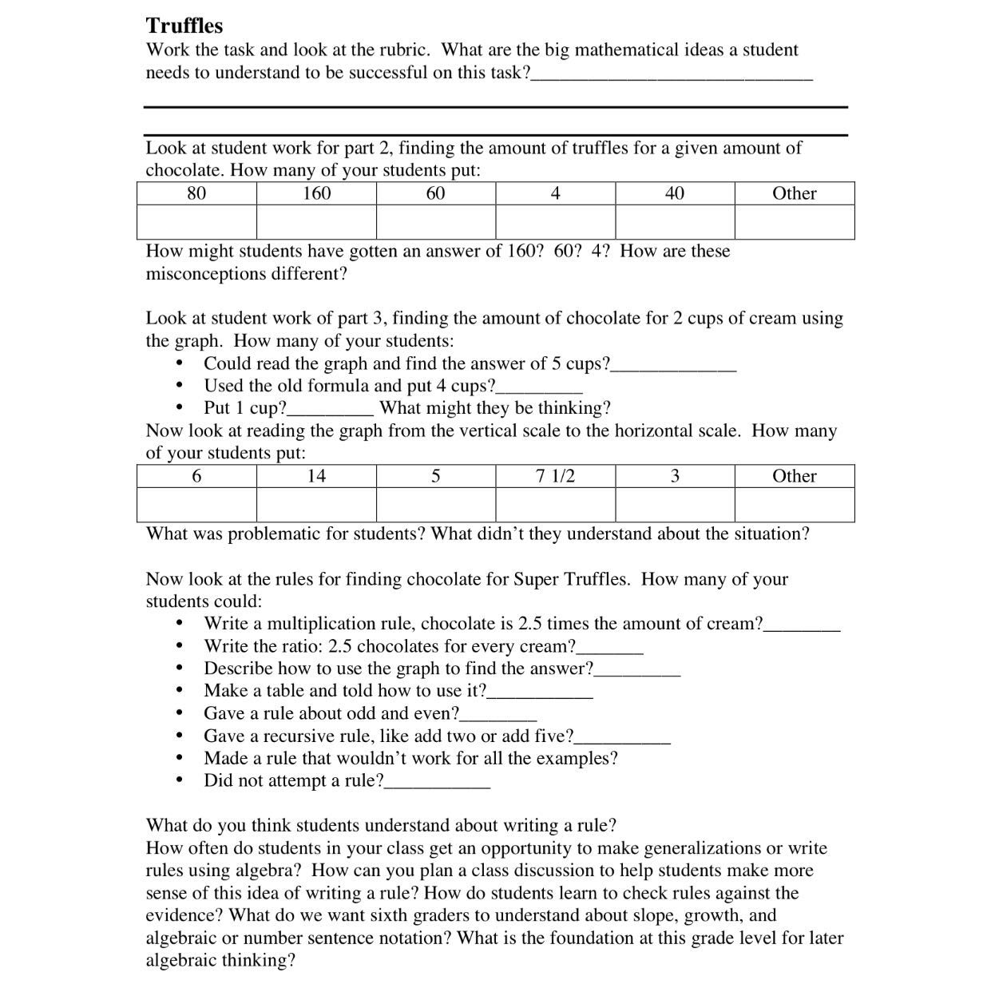 Truffles
Work the task and look at the rubric.  What are the big mathematical ideas a student
needs to understand to be successful on this task?_____________________________
Look at student work for part 2, finding the amount of truffles for a given amount of
chocolate. How many of your students put:
80 160 60 4 40 Other
How might students have gotten an answer of 160?  60?  4?  How are these
misconceptions different?
Look at student work of part 3, finding the amount of chocolate for 2 cups of cream using
the graph.  How many of your students:
• Could read the graph and find the answer of 5 cups?_____________
• Used the old formula and put 4 cups?_________
• Put 1 cup?_________ What might they be thinking?
Now look at reading the graph from the vertical scale to the horizontal scale.  How many
of your students put:
6 14 5 7 1/2 3 Other
What was problematic for students? What didn’t they understand about the situation?
Now look at the rules for finding chocolate for Super Truffles.  How many of your
students could:
• Write a multiplication rule, chocolate is 2.5 times the amount of cream?________
• Write the ratio: 2.5 chocolates for every cream?_______
• Describe how to use the graph to find the answer?_________
• Make a table and told how to use it?___________
• Gave a rule about odd and even?________
• Gave a recursive rule, like add two or add five?__________
• Made a rule that wouldn’t work for all the examples?
• Did not attempt a rule?___________
What do you think students understand about writing a rule?
How often do students in your class get an opportunity to make generalizations or write
rules using algebra?  How can you plan a class discussion to help students make more
sense of this idea of writing a rule? How do students learn to check rules against the
evidence? What do we want sixth graders to understand about slope, growth, and
algebraic or number sentence notation? What is the foundation at this grade level for later
algebraic thinking?